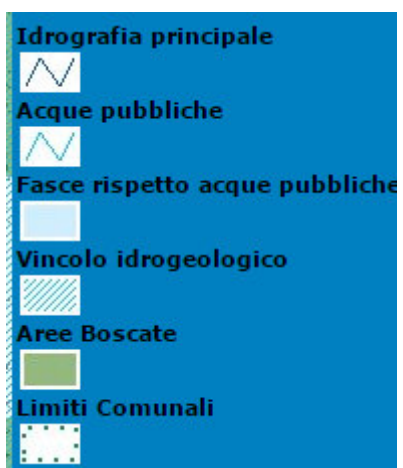 Idrografia principale
Acque pubbliche
Fasce rispetto acque pubbliche
Vincolo idrogeologico
Aree Boscate
Limiti Comunali